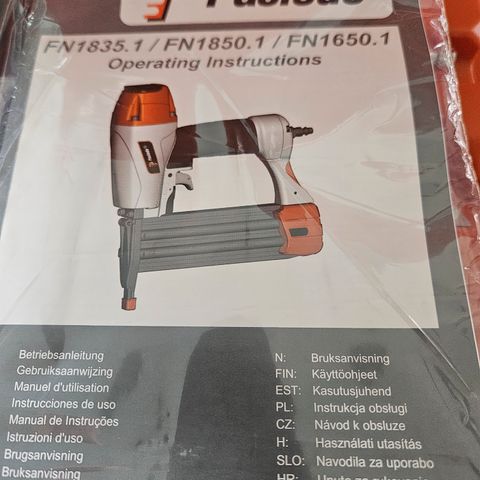 FN1835.1 / FN1850.1 / FN1650.1
Operating Instructions
Betriebsanleitung
Gebruiksaanwijzing
Manuel d'utilisation
Instrucciones de uso
Manual de Instruções
Istruzioni d'uso
Brugsanvisning
Bruksanvisning
N: Bruksanvisning
FIN: Käyttöohjeet
EST: Kasutusjuhend
PL: Instrukcja obsługi
CZ: Návod k obsluze
H: Használati utasítás
SLO: Navodila za uporabo
HR: